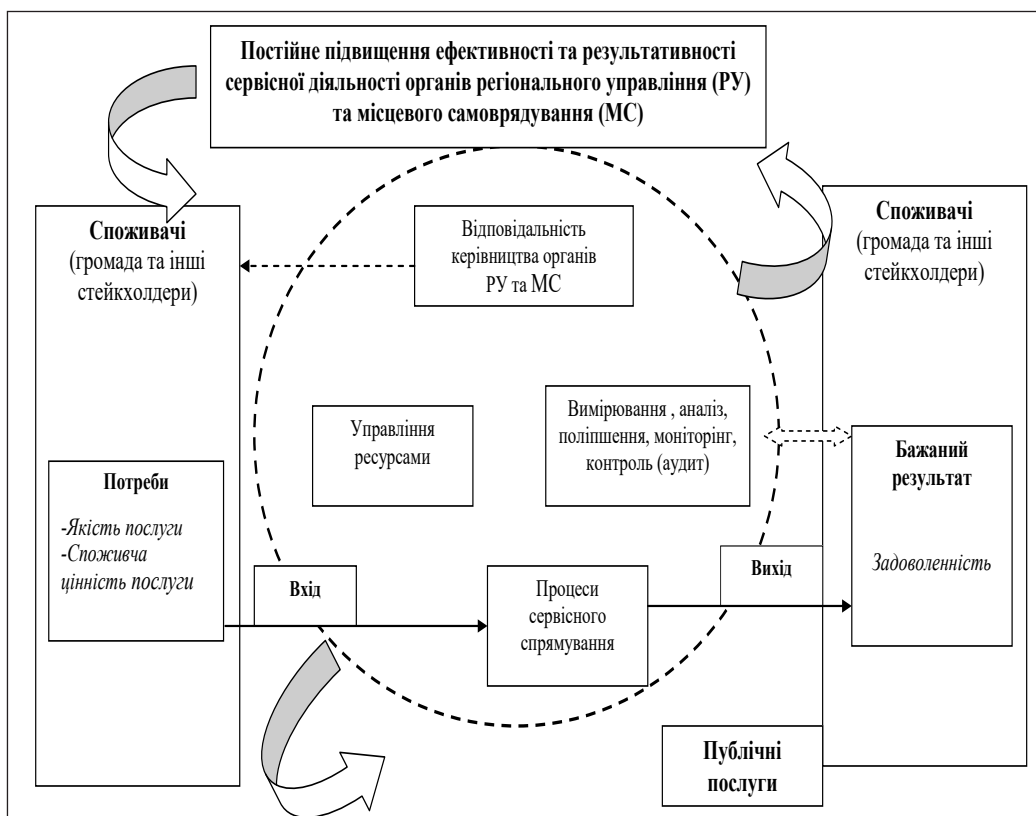 Постійне підвищення ефективності та результативності
сервісної діяльності органів регіонального управління (РУ)
та місцевого самоврядування (МС)
Споживачі
(громада та інші
стейкхолдери)
Відповідальність
керівництва органів
РУ та МС
Споживачі
(громада та інші
стейкхолдери)
Управління
ресурсами
Вимірювання , аналіз,
поліпшення, моніторінг,
контроль (аудит)
Потреби
-Якість послуги
-Споживча
цінність послуги
Бажаний
результат
Задоволенність
Вхід
Процеси
сервісного
спрямування
Вихід
Публічні
послуги